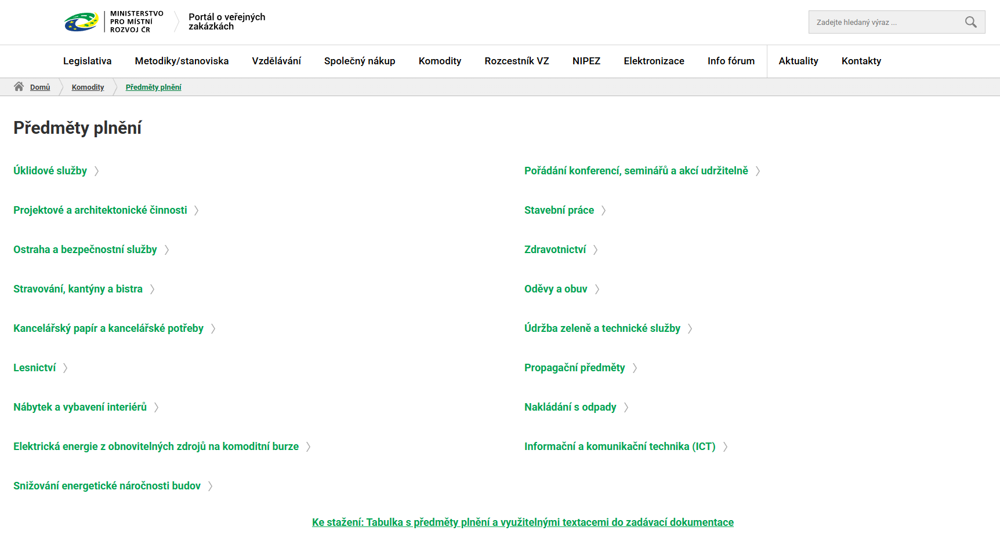 MINISTERSTVO
PRO MÍSTNÍ
ROZVOJ ČR
Portál o veřejných
zakázkách
Zadejte hledaný výraz ...
Legislativa
Metodiky/stanoviska
Vzdělávání
Společný nákup
Komodity
Rozcestník VZ
NIPEZ
Elektronizace
Info fórum
Aktuality
Kontakty
Domů
Komodity
Předměty plnění
Předměty plnění
Úklidové služby
Pořádání konferencí, seminářů a akcí udržitelně
Projektové a architektonické činnosti
Stavební práce
Ostraha a bezpečnostní služby
Zdravotnictví
Stravování, kantýny a bistra
Oděvy a obuv
Kancelářský papír a kancelářské potřeby
Údržba zeleně a technické služby
Lesnictví
Propagační předměty
Nábytek a vybavení interiérů
Nakládání s odpady
Elektrická energie z obnovitelných zdrojů na komoditní burze
Informační a komunikační technika (ICT)
Snižování energetické náročnosti budov
Ke stažení: Tabulka s předměty plnění a využitelnými textacemi do zadávací dokumentace